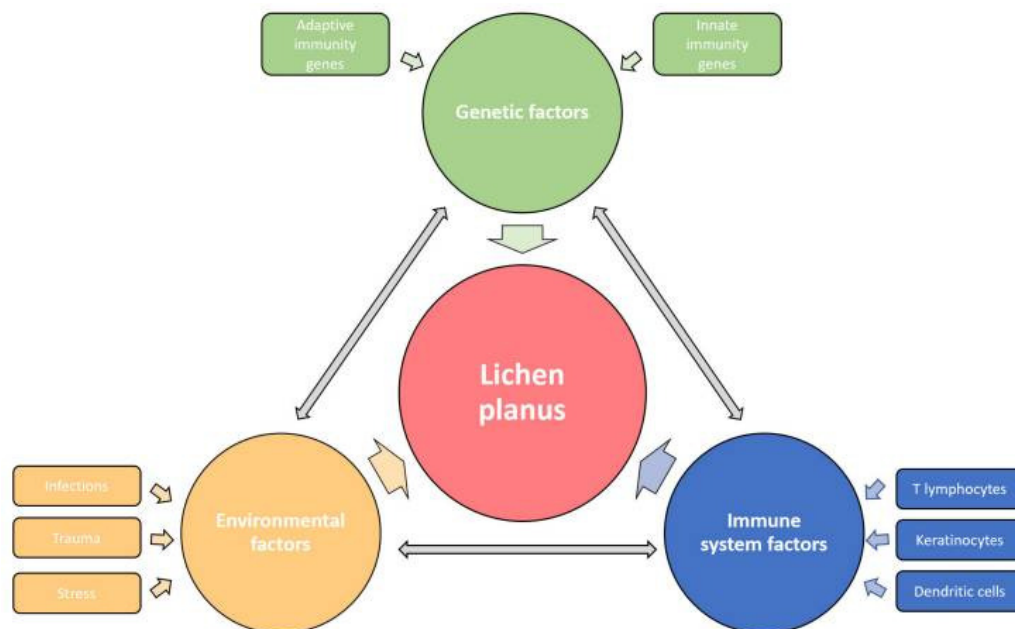 Adaptive
immunity
genes
Innate
immunity
genes
Genetic factors
Lichen
planus
Infections
Trauma
Stress
Environmental
factors
Immune
system factors
T lymphocytes
Keratinocytes
Dendritic cells